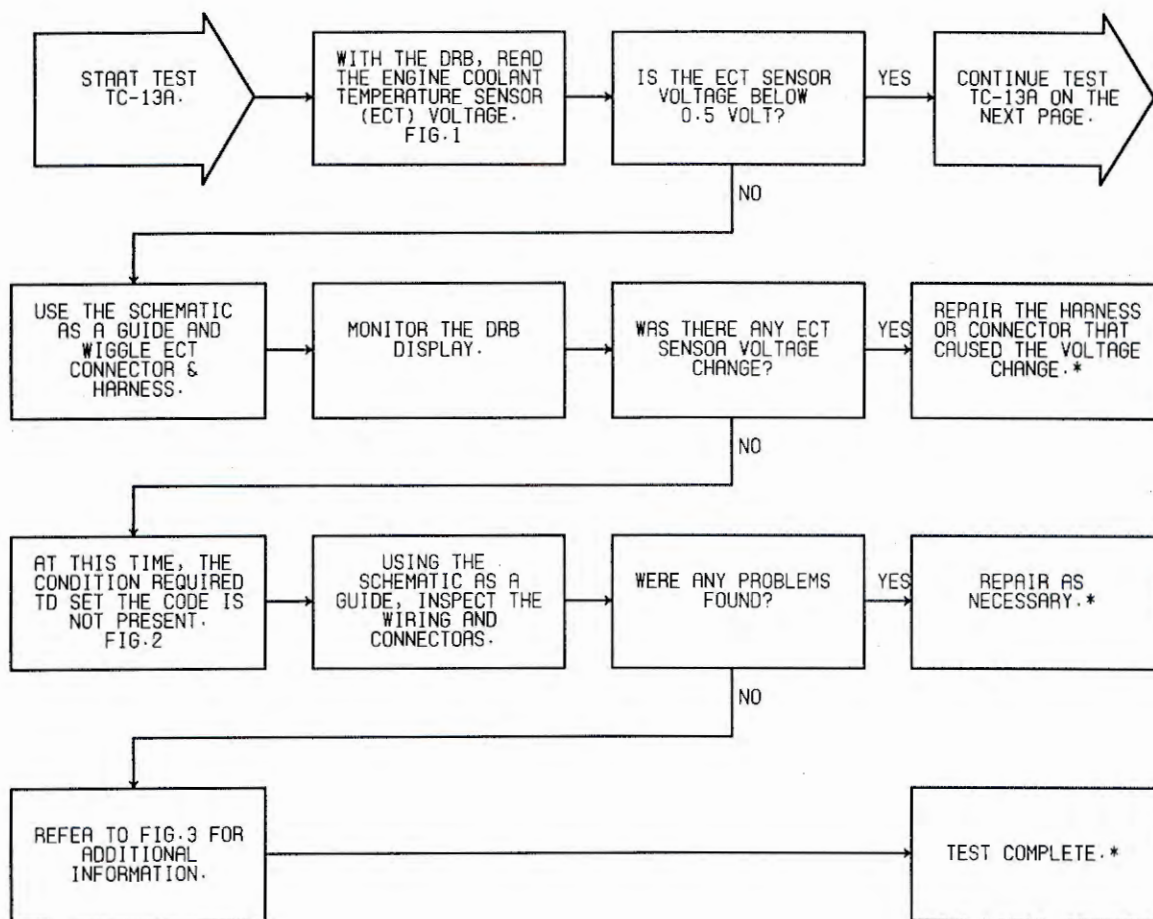 START TEST
TC-13A.
WITH THE DRB, READ
THE ENGINE COOLANT
TEMPERATURE SENSOR
(ECT) VOLTAGE.
FIG.1
IS THE ECT SENSOR
VOLTAGE BELOW
0.5 VOLT?
YES
CONTINUE TEST
TC-13A ON THE
NEXT PAGE.
NO
USE THE SCHEMATIC
AS A GUIDE AND
WIGGLE ECT
CONNECTOR &
HARNESS.
MONITOR THE DRB
DISPLAY.
WAS THERE ANY ECT
SENSOR VOLTAGE
CHANGE?
YES
REPAIR THE HARNESS
OR CONNECTOR THAT
CAUSED THE VOLTAGE
CHANGE.*
NO
AT THIS TIME, THE
CONDITION REQUIRED
TO SET THE CODE IS
NOT PRESENT.
FIG.2
USING THE
SCHEMATIC AS A
GUIDE, INSPECT THE
WIRING AND
CONNECTORS.
WERE ANY PROBLEMS
FOUND?
YES
REPAIR AS
NECESSARY.*
NO
REFER TO FIG.3 FOR
ADDITIONAL
INFORMATION.
TEST COMPLETE.*